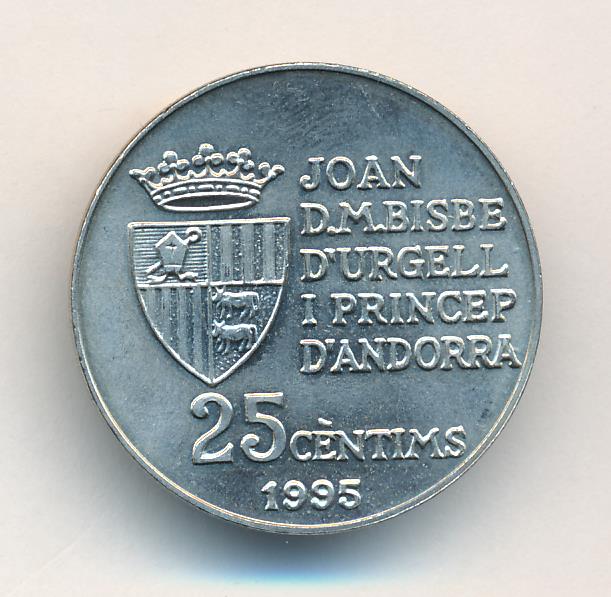 JOAN
D.M.BISBE
D'URGELL
I PRINCEP
D'ANDORRA
25 CÈNTIMS
1995